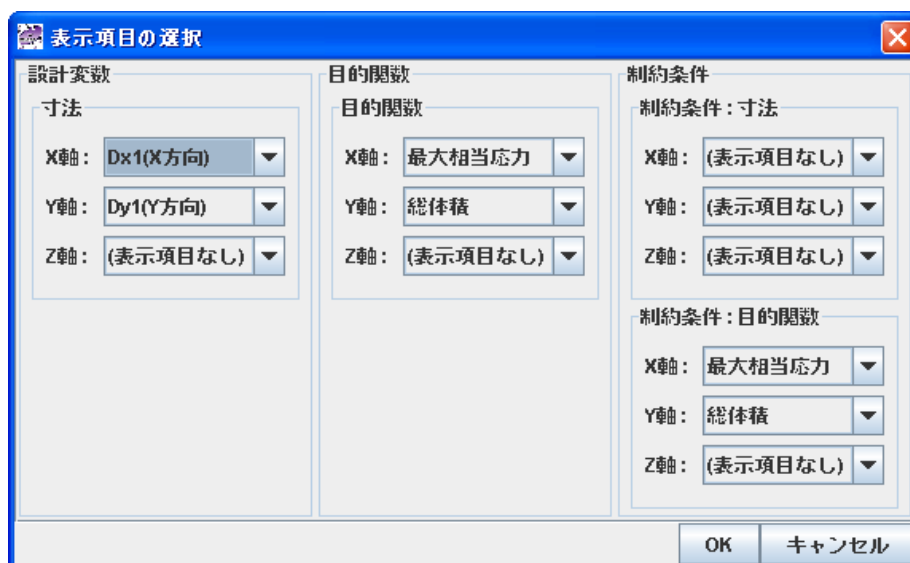 表示項目の選択
設計変数
寸法
X軸： Dx1(X方向)
Y軸： Dy1(Y方向)
Z軸： (表示項目なし)
目的関数
目的関数
X軸： 最大相当応力
Y軸： 総体積
Z軸： (表示項目なし)
制約条件
制約条件：寸法
X軸： (表示項目なし)
Y軸： (表示項目なし)
Z軸： (表示項目なし)
制約条件：目的関数
X軸： 最大相当応力
Y軸： 総体積
Z軸： (表示項目なし)
OK
キャンセル